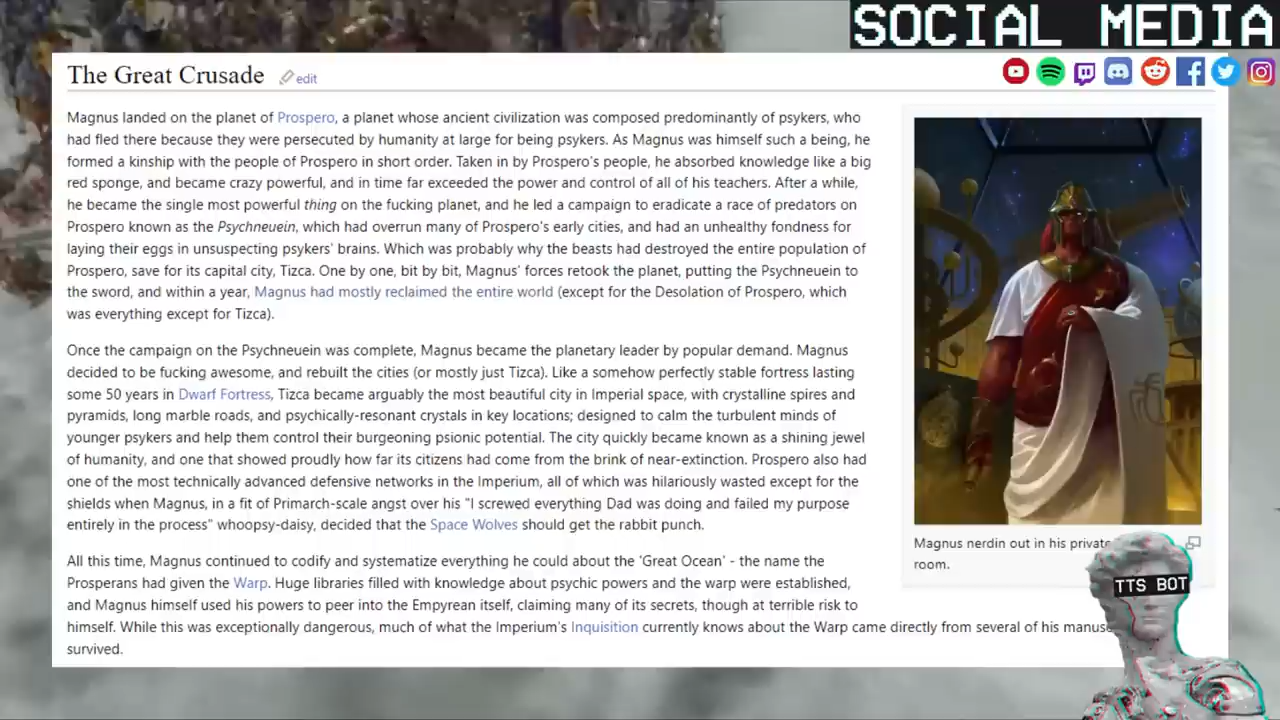 SOCIAL MEDIA
The Great Crusade edit
Magnus landed on the planet of Prospero, a planet whose ancient civilization was composed predominantly of psykers, who
had fled there because they were persecuted by humanity at large for being psykers. As Magnus was himself such a being, he
formed a kinship with the people of Prospero in short order. Taken in by Prospero's people, he absorbed knowledge like a big
red sponge, and became crazy powerful, and in time far exceeded the power and control of all of his teachers. After a while,
he became the single most powerful thing on the fucking planet, and he led a campaign to eradicate a race of predators on
Prospero known as the Psychneuein, which had overrun many of Prospero's early cities, and had an unhealthy fondness for
laying their eggs in unsuspecting psykers' brains. Which was probably why the beasts had destroyed the entire population of
Prospero, save for its capital city, Tizca. One by one, bit by bit, Magnus' forces retook the planet, putting the Psychneuein to
the sword, and within a year, Magnus had mostly reclaimed the entire world (except for the Desolation of Prospero, which
was everything except for Tizca).
Once the campaign on the Psychneuein was complete, Magnus became the planetary leader by popular demand. Magnus
decided to be fucking awesome, and rebuilt the cities (or mostly just Tizca). Like a somehow perfectly stable fortress lasting
some 50 years in Dwarf Fortress, Tizca became arguably the most beautiful city in Imperial space, with crystalline spires and
pyramids, long marble roads, and psychically-resonant crystals in key locations; designed to calm the turbulent minds of
younger psykers and help them control their burgeoning psionic potential. The city quickly became known as a shining jewel
of humanity, and one that showed proudly how far its citizens had come from the brink of near-extinction. Prospero also had
one of the most technically advanced defensive networks in the Imperium, all of which was hilariously wasted except for the
shields when Magnus, in a fit of Primarch-scale angst over his "I screwed everything Dad was doing and failed my purpose
entirely in the process" whoopsy-daisy, decided that the Space Wolves should get the rabbit punch.
All this time, Magnus continued to codify and systematize everything he could about the 'Great Ocean' - the name the
Prosperans had given the Warp. Huge libraries filled with knowledge about psychic powers and the warp were established,
and Magnus himself used his powers to peer into the Empyrean itself, claiming many of its secrets, though at terrible risk to
himself. While this was exceptionally dangerous, much of what the Imperium's Inquisition currently knows about the Warp came directly from several of his
survived.
Magnus nerdin out in his private
room.
TTS BOT